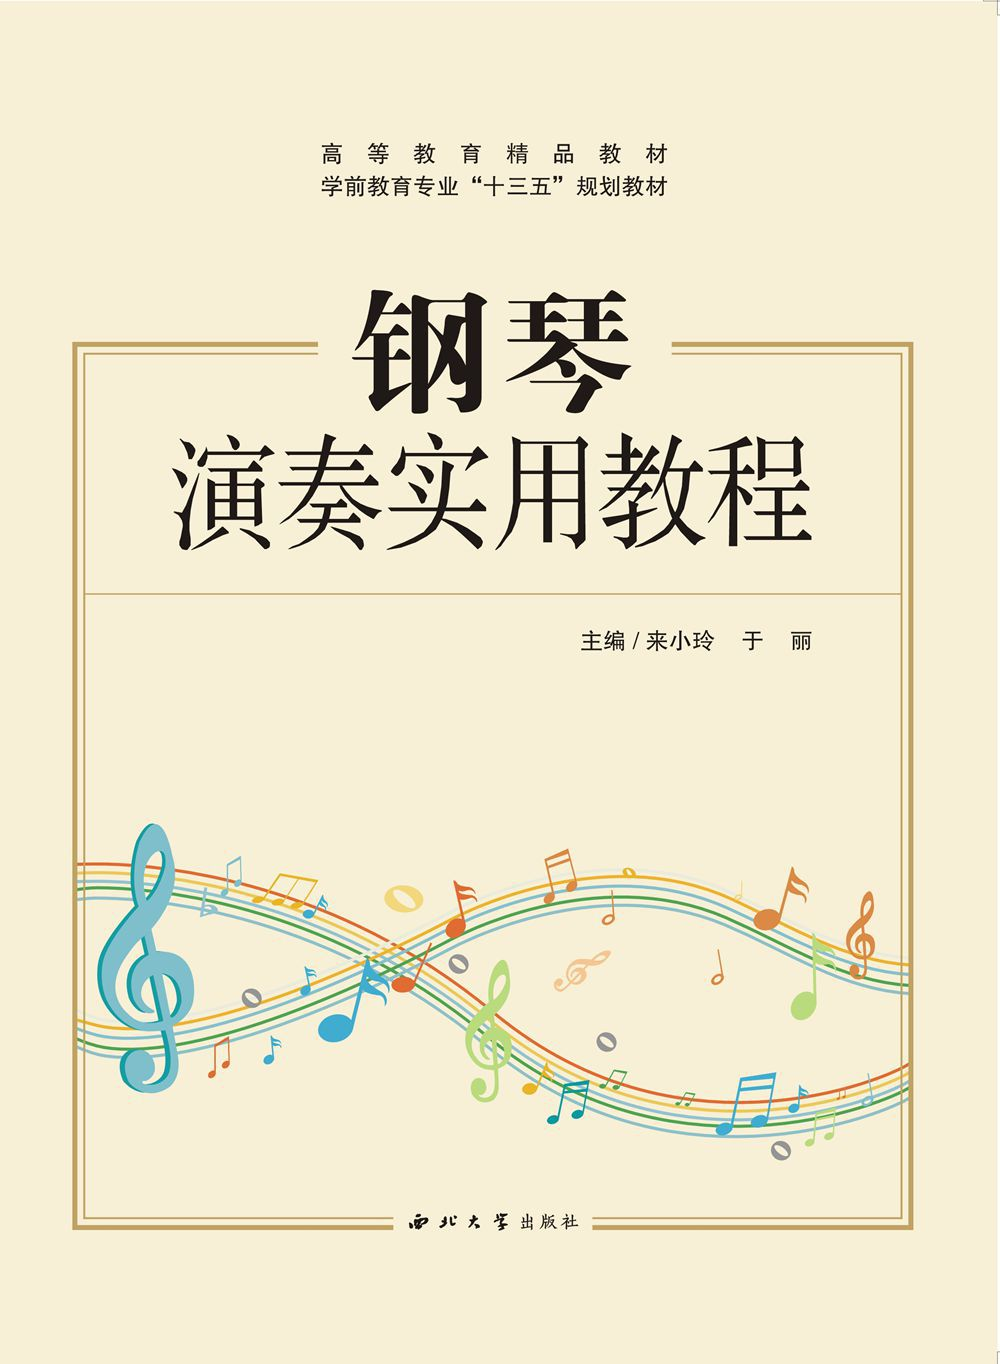 高等教育精品教材
学前教育专业“十三五”规划教材
钢琴
演奏实用教程
主编/来小玲 于 丽
西北大学出版社